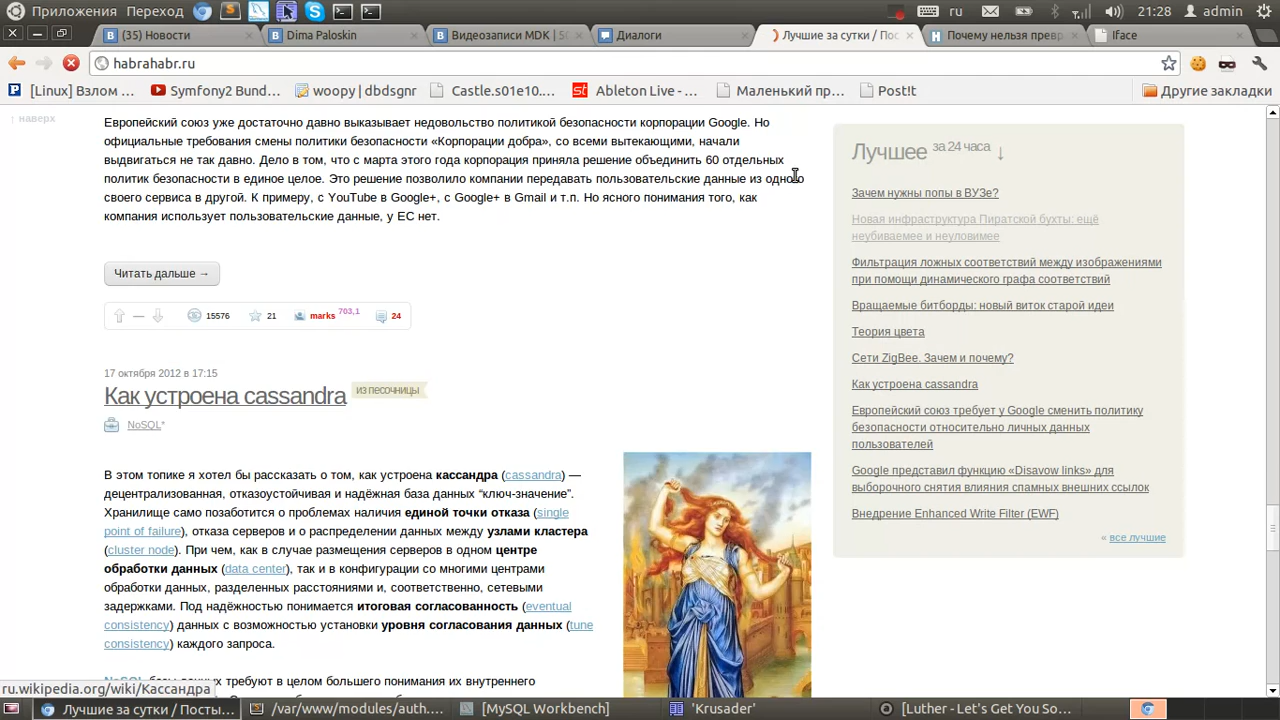 Приложения Переход
ru
21:28
admin
(35) Новости
Dima Paloskin
Видеозаписи MDK | 50
Диалоги
Лучшие за сутки / Пос
Почему нельзя превр
Iface
habrahabr.ru
[Linux] Взлом ...
Symfony2 Bund...
woopy | dbdsgnr
Castle.s01e10....
Ableton Live - ...
Маленький пр...
PostIt
Другие закладки
↑ наверх
Европейский союз уже достаточно давно выказывает недовольство политикой безопасности корпорации Google. Но
официальные требования смены политики безопасности «Корпорации добра», со всеми вытекающими, начали
выдвигаться не так давно. Дело в том, что с марта этого года корпорация приняла решение объединить 60 отдельных
политик безопасности в единое целое. Это решение позволило компании передавать пользовательские данные из одного
своего сервиса в другой. К примеру, с YouTube в Google+, с Google+ в Gmail и т.п. Но ясного понимания того, как
компания использует пользовательские данные, у ЕС нет.
Читать дальше →
—
15576
21
marks 703,1
24
17 октября 2012 в 17:15
Как устроена cassandra
из песочницы
NoSQL*
В этом топике я хотел бы рассказать о том, как устроена кассандра (cassandra) —
децентрализованная, отказоустойчивая и надёжная база данных “ключ-значение”.
Хранилище само позаботится о проблемах наличия единой точки отказа (single
point of failure), отказа серверов и о распределении данных между узлами кластера
(cluster node). При чем, как в случае размещения серверов в одном центре
обработки данных (data center), так и в конфигурации со многими центрами
обработки данных, разделенных расстояниями и, соответственно, сетевыми
задержками. Под надёжностью понимается итоговая согласованность (eventual
consistency) данных с возможностью установки уровня согласования данных (tune
consistency) каждого запроса.
NoSQL базы данных требуют в целом большего понимания их внутреннего
Лучшее за 24 часа ↓
Зачем нужны попы в ВУЗе?
Новая инфраструктура Пиратской бухты: ещё
неубиваемее и неуловимее
Фильтрация ложных соответствий между изображениями
при помощи динамического графа соответствий
Вращаемые битборды: новый виток старой идеи
Теория цвета
Сети ZigBee. Зачем и почему?
Как устроена cassandra
Европейский союз требует у Google сменить политику
безопасности относительно личных данных
пользователей
Google представил функцию «Disavow links» для
выборочного снятия влияния спамных внешних ссылок
Внедрение Enhanced Write Filter (EWF)
« все лучшие
ru.wikipedia.org/wiki/Кассандра
Лучшие за сутки / Посты...
/var/www/modules/auth....
[MySQL Workbench]
'Krusader'
[Luther - Let's Get You So...